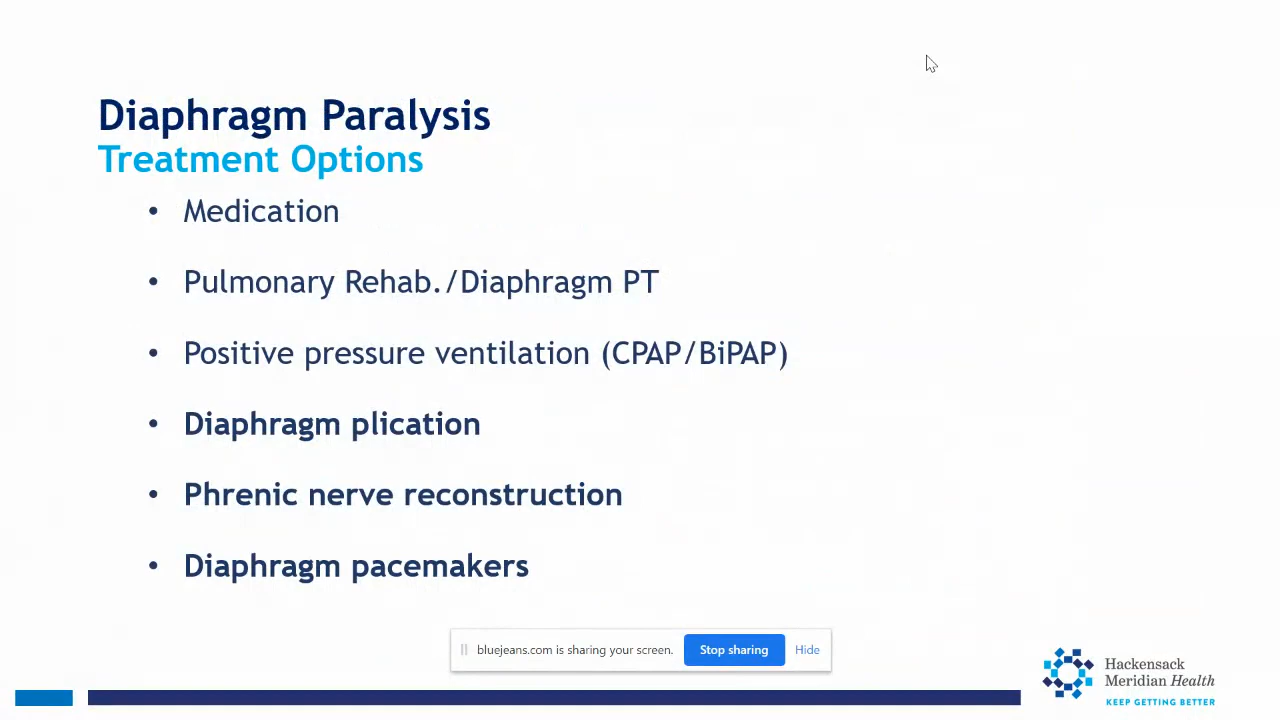 Diaphragm Paralysis
Treatment Options
• Medication
• Pulmonary Rehab./Diaphragm PT
• Positive pressure ventilation (CPAP/BiPAP)
• Diaphragm plication
• Phrenic nerve reconstruction
• Diaphragm pacemakers
bluejeans.com is sharing your screen. Stop sharing Hide
Hackensack
Meridian Health
KEEP GETTING BETTER